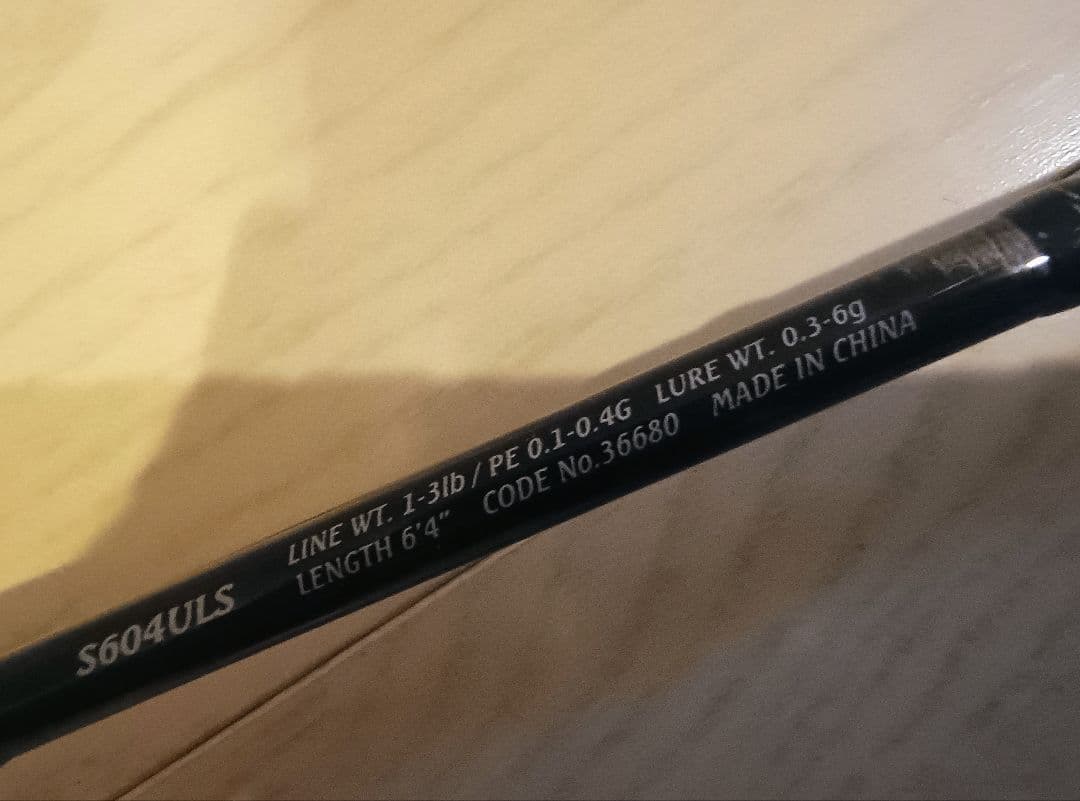 S604ULS
LINE WT. 1-3lb / PE 0.1-0.4G LURE WT. 0.3-6g
LENGTH 6'4" CODE No.36680 MADE IN CHINA